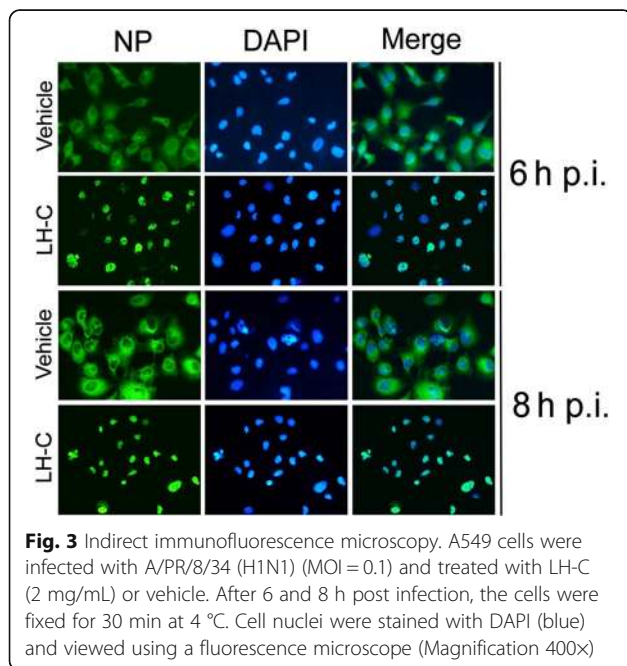 NP DAPI Merge
Vehicle
LH-C
6 h p.i.
Vehicle
LH-C
8 h p.i.
Fig. 3 Indirect immunofluorescence microscopy. A549 cells were
infected with A/PR/8/34 (H1N1) (MOI = 0.1) and treated with LH-C
(2 mg/mL) or vehicle. After 6 and 8 h post infection, the cells were
fixed for 30 min at 4 °C. Cell nuclei were stained with DAPI (blue)
and viewed using a fluorescence microscope (Magnification 400×)